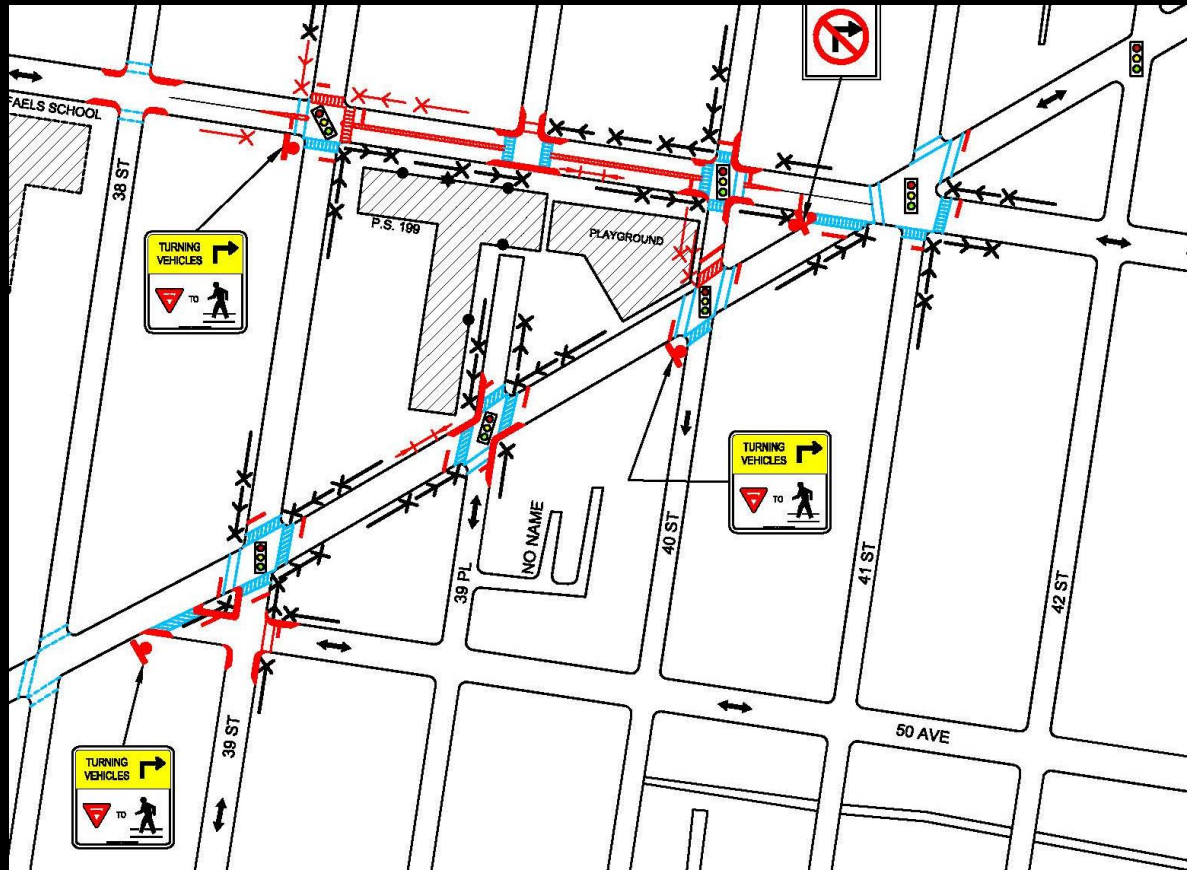 FAELS SCHOOL
38 ST
P.S. 199
PLAYGROUND
TURNING
VEHICLES
TO
TURNING
VEHICLES
TO
NO NAME
39 PL
40 ST
41 ST
42 ST
50 AVE
39 ST
TURNING
VEHICLES
TO